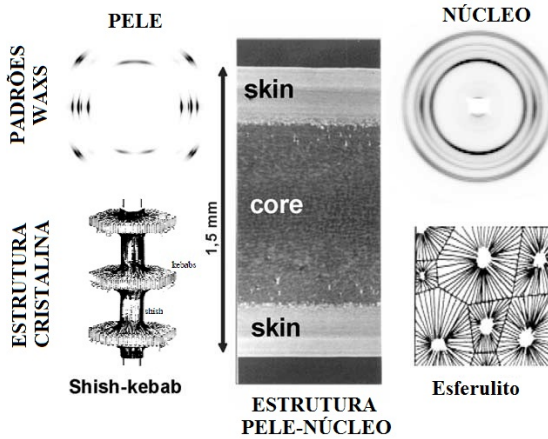 PELE
NÚCLEO
PADRÕES
WAXS
skin
core
1,5 mm
skin
ESTRUTURA
CRISTALINA
kebabs
shish
Shish-kebab
ESTRUTURA
PELE-NÚCLEO
Esferulito